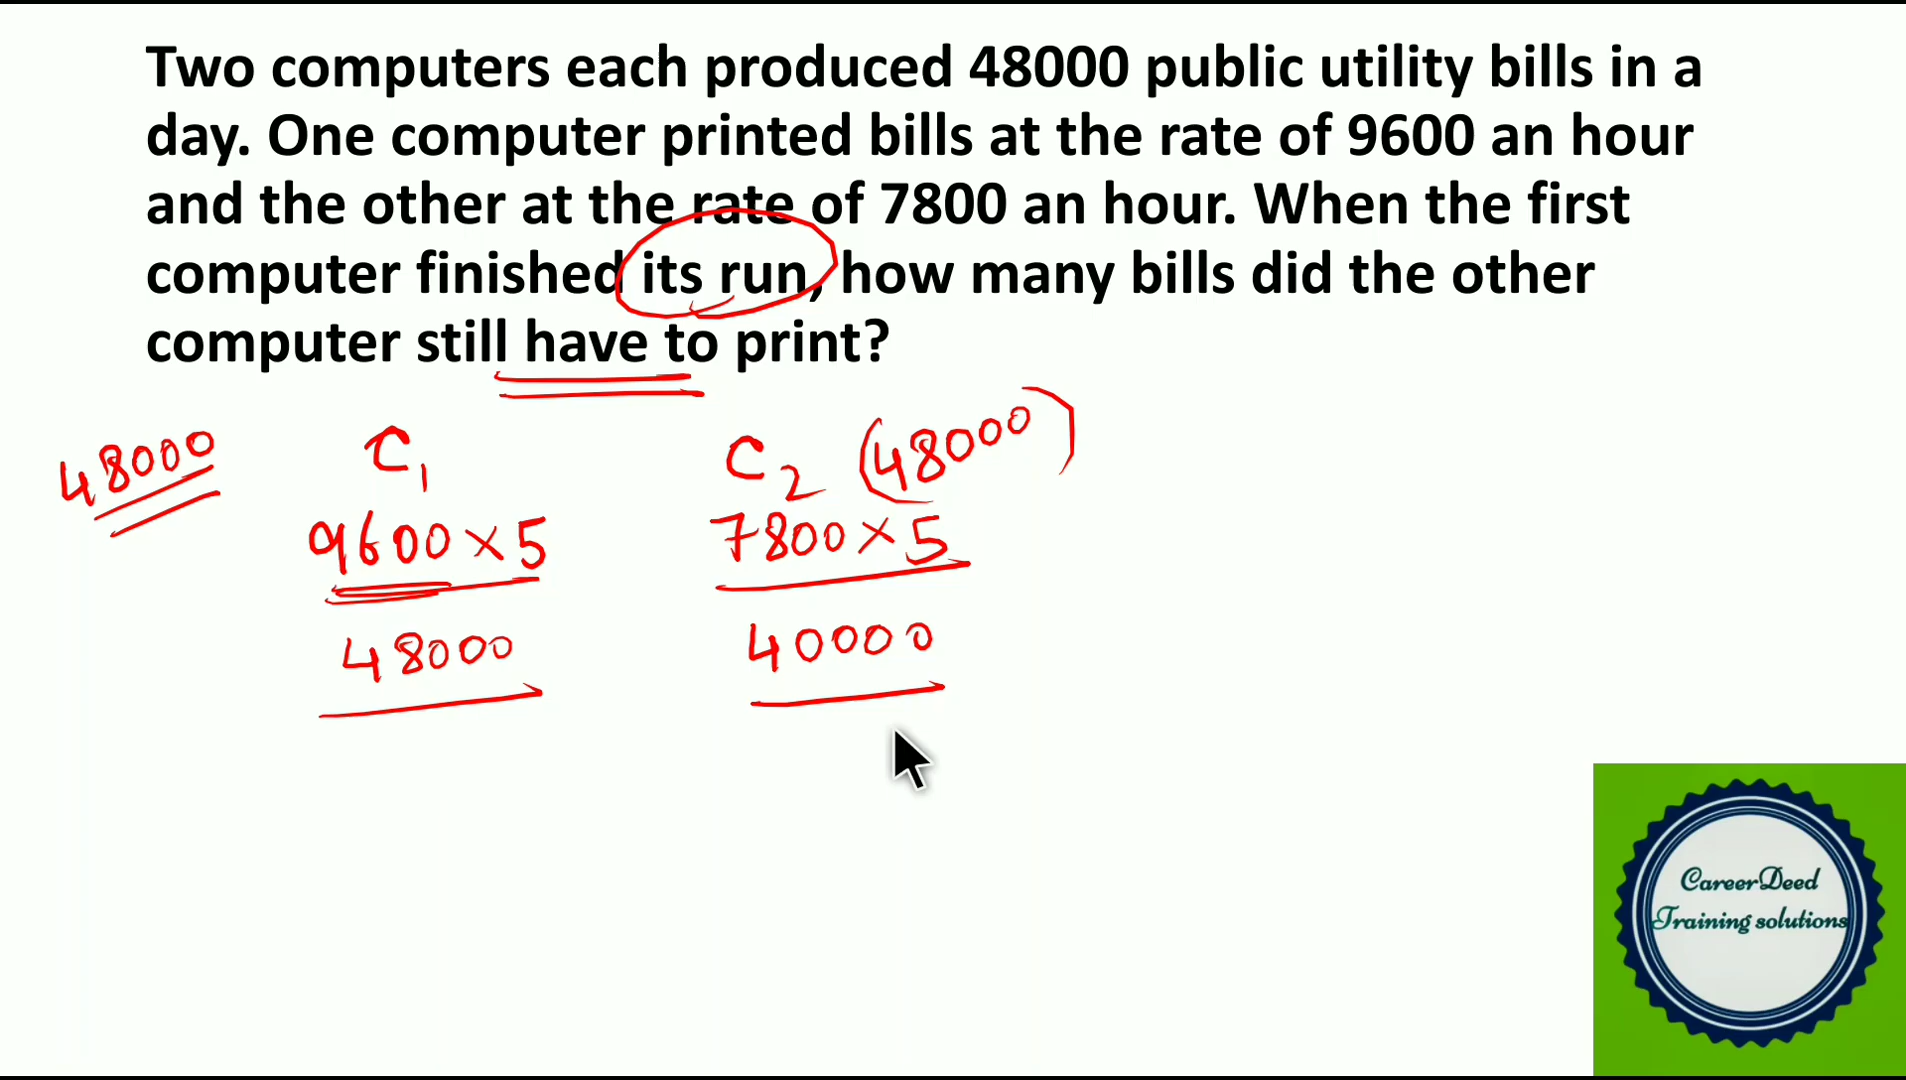 Two computers each produced 48000 public utility bills in a
day. One computer printed bills at the rate of 9600 an hour
and the other at the rate of 7800 an hour. When the first
computer finished its run, how many bills did the other
computer still have to print?
48000 C1 C2 (48000)
9600×5 7800×5
48000 40000
CareerDeed
Training solutions